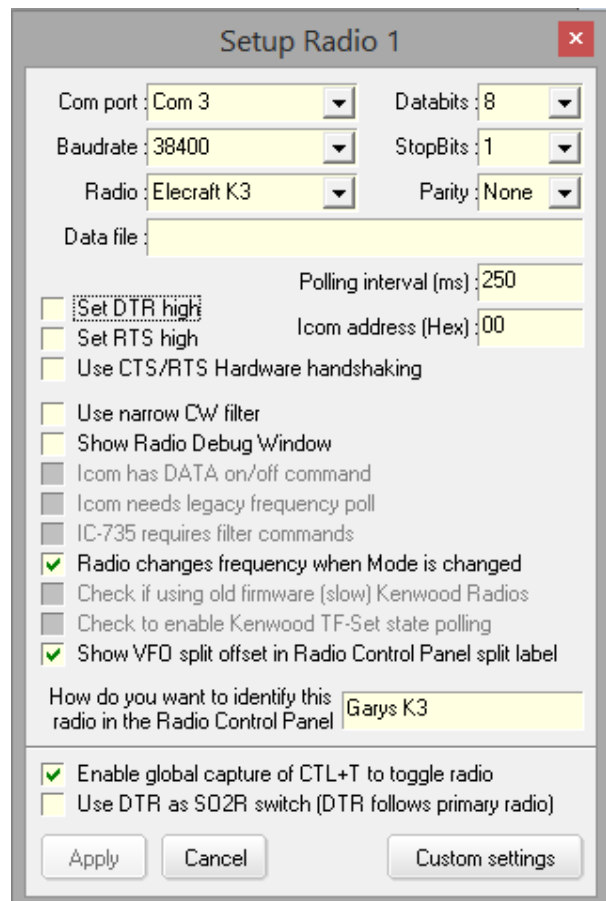 Setup Radio 1
Com port : Com 3 Databits : 8
Baudrate : 38400 StopBits : 1
Radio : Elecraft K3 Parity : None
Data file :
Polling interval (ms) : 250
Set DTR high
Icom address (Hex) : 00
Set RTS high
Use CTS/RTS Hardware handshaking
Use narrow CW filter
Show Radio Debug Window
Icom has DATA on/off command
Icom needs legacy frequency poll
IC-735 requires filter commands
Radio changes frequency when Mode is changed
Check if using old firmware (slow) Kenwood Radios
Check to enable Kenwood TF-Set state polling
Show VFO split offset in Radio Control Panel split label
How do you want to identify this
radio in the Radio Control Panel Garys K3
Enable global capture of CTL+T to toggle radio
Use DTR as SO2R switch (DTR follows primary radio)
Apply Cancel Custom settings